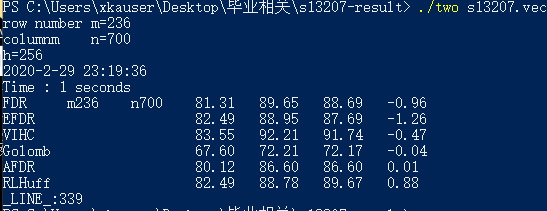 PS C:\Users\xkauser\Desktop\毕业相关\s13207-result> ./two s13207.vec
row number m=236
columnm n=700
h=256
2020-2-29 23:19:36
Time : 1 seconds
FDR m236 n700 81.31 89.65 88.69 -0.96
EFDR 82.49 88.95 87.69 -1.26
VIHC 83.55 92.21 91.74 -0.47
Golomb 67.60 72.21 72.17 -0.04
AFDR 80.12 86.60 86.60 0.01
RLHuff 82.49 88.78 89.67 0.88
_LINE_:339